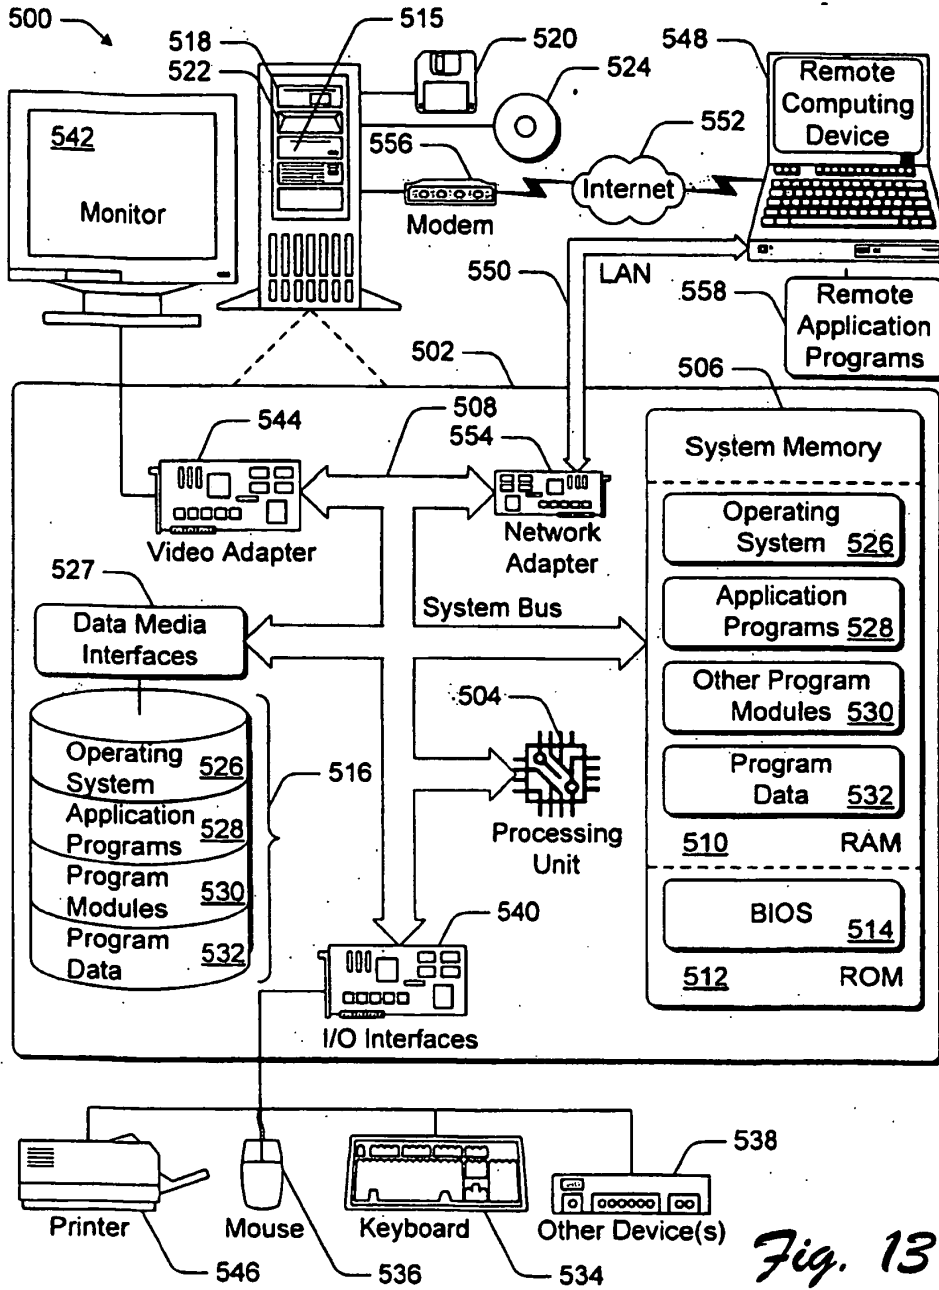 500
518
522
515
520
524
548
Remote
Computing
Device
542
Monitor
556
Modem
552
Internet
550
LAN
558
Remote
Application
Programs
502
506
544
Video Adapter
508
554
Network
Adapter
System Memory
Operating
System 526
Application
Programs 528
Other Program
Modules 530
Program
Data 532
510 RAM
BIOS 514
512 ROM
527
Data Media
Interfaces
System Bus
504
Processing
Unit
Operating
System 526
Application
Programs 528
Program
Modules 530
Program
Data 532
516
540
I/O Interfaces
Printer
546
Mouse
536
Keyboard
534
538
Other Device(s)
Fig. 13